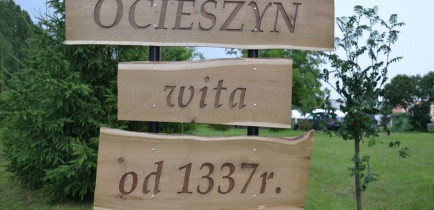 OCIESZYN
wita
od 1337r.